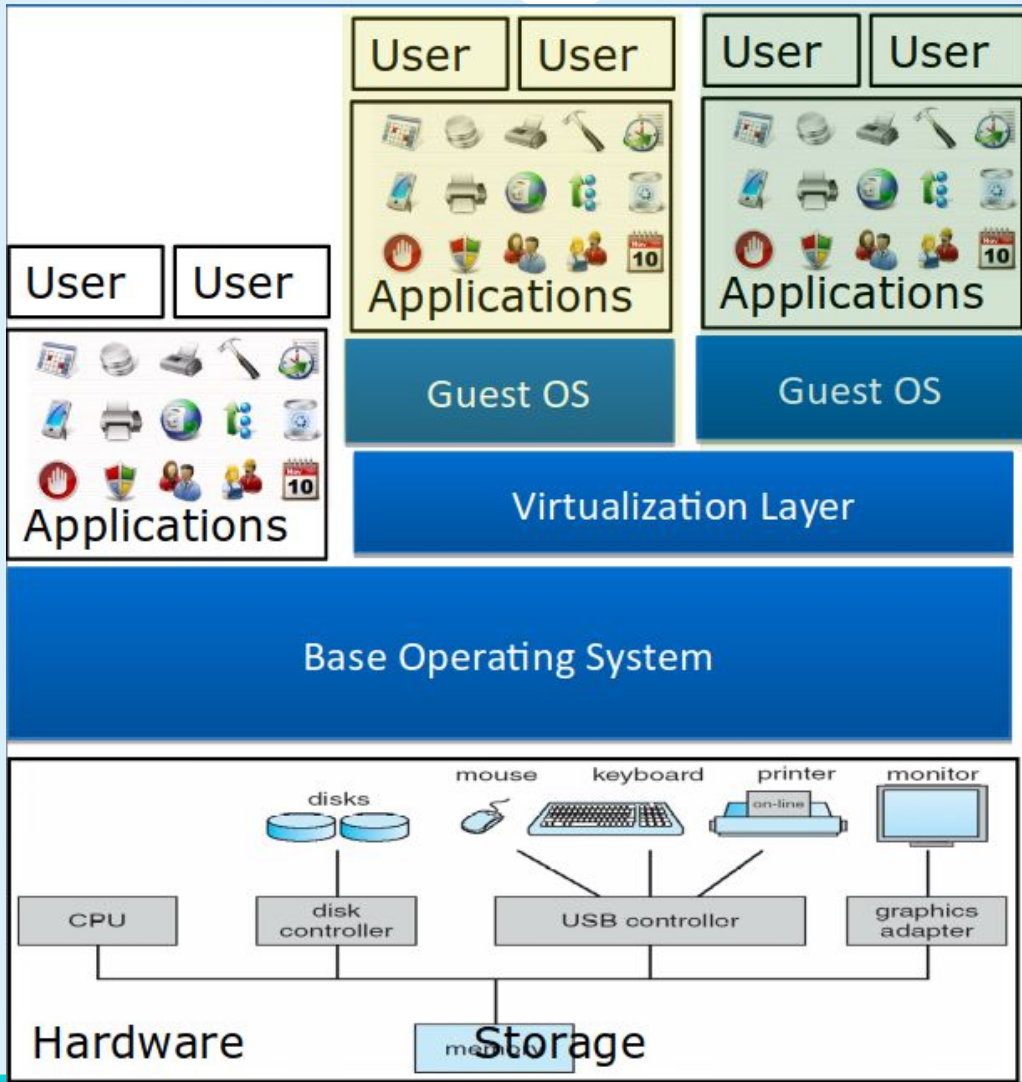 User User
User User
Applications
Applications
User User
Guest OS
Guest OS
Applications
Virtualization Layer
Base Operating System
mouse keyboard printer monitor
disks
on-line
CPU
disk
controller
USB controller
graphics
adapter
Hardware
memory
Storage
10
10
10